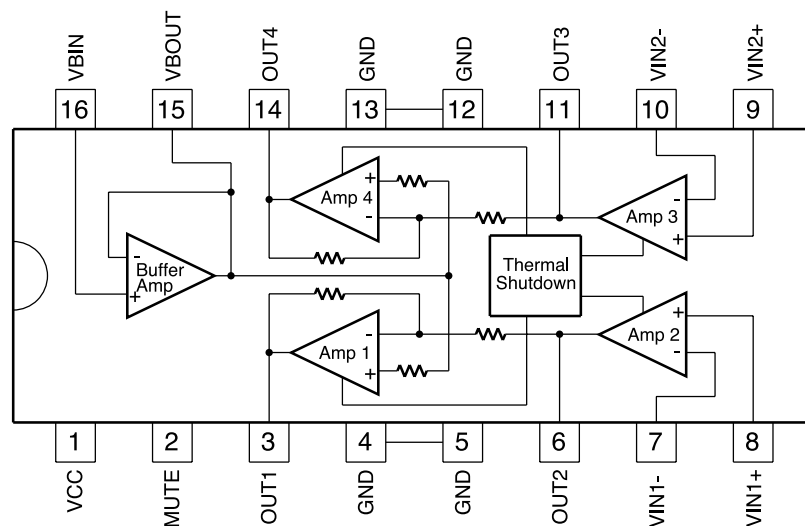 VBIN
VBOUT
OUT4
GND
GND
OUT3
VIN2-
VIN2+
16
15
14
13
12
11
10
9
+
Amp 4
-
-
Amp 3
+
-
Buffer
Amp
+
Thermal
Shutdown
-
Amp 1
+
+
Amp 2
-
1
2
3
4
5
6
7
8
VCC
MUTE
OUT1
GND
GND
OUT2
VIN1-
VIN1+